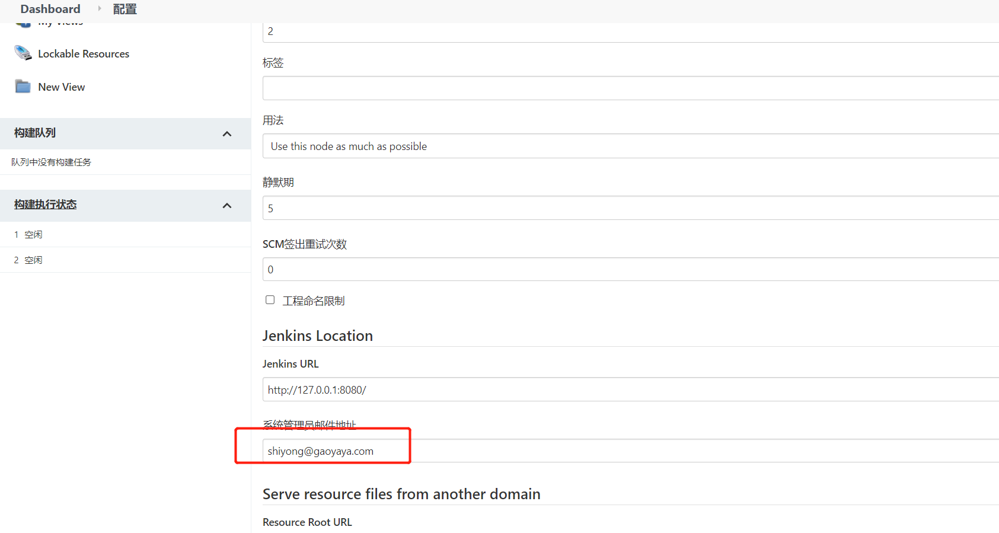 Dashboard
配置
My Views
Lockable Resources
New View
构建队列
队列中没有构建任务
构建执行状态
1 空闲
2 空闲
2
标签
用法
Use this node as much as possible
静默期
5
SCM签出重试次数
0
工程命名限制
Jenkins Location
Jenkins URL
http://127.0.0.1:8080/
系统管理员邮件地址
shiyong@gaoyaya.com
Serve resource files from another domain
Resource Root URL